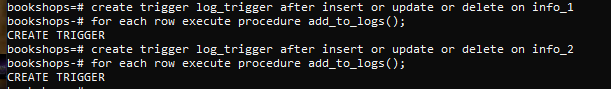 bookshops=# create trigger log_trigger after insert or update or delete on info_1
bookshops-# for each row execute procedure add_to_logs();
CREATE TRIGGER
bookshops=# create trigger log_trigger after insert or update or delete on info_2
bookshops-# for each row execute procedure add_to_logs();
CREATE TRIGGER